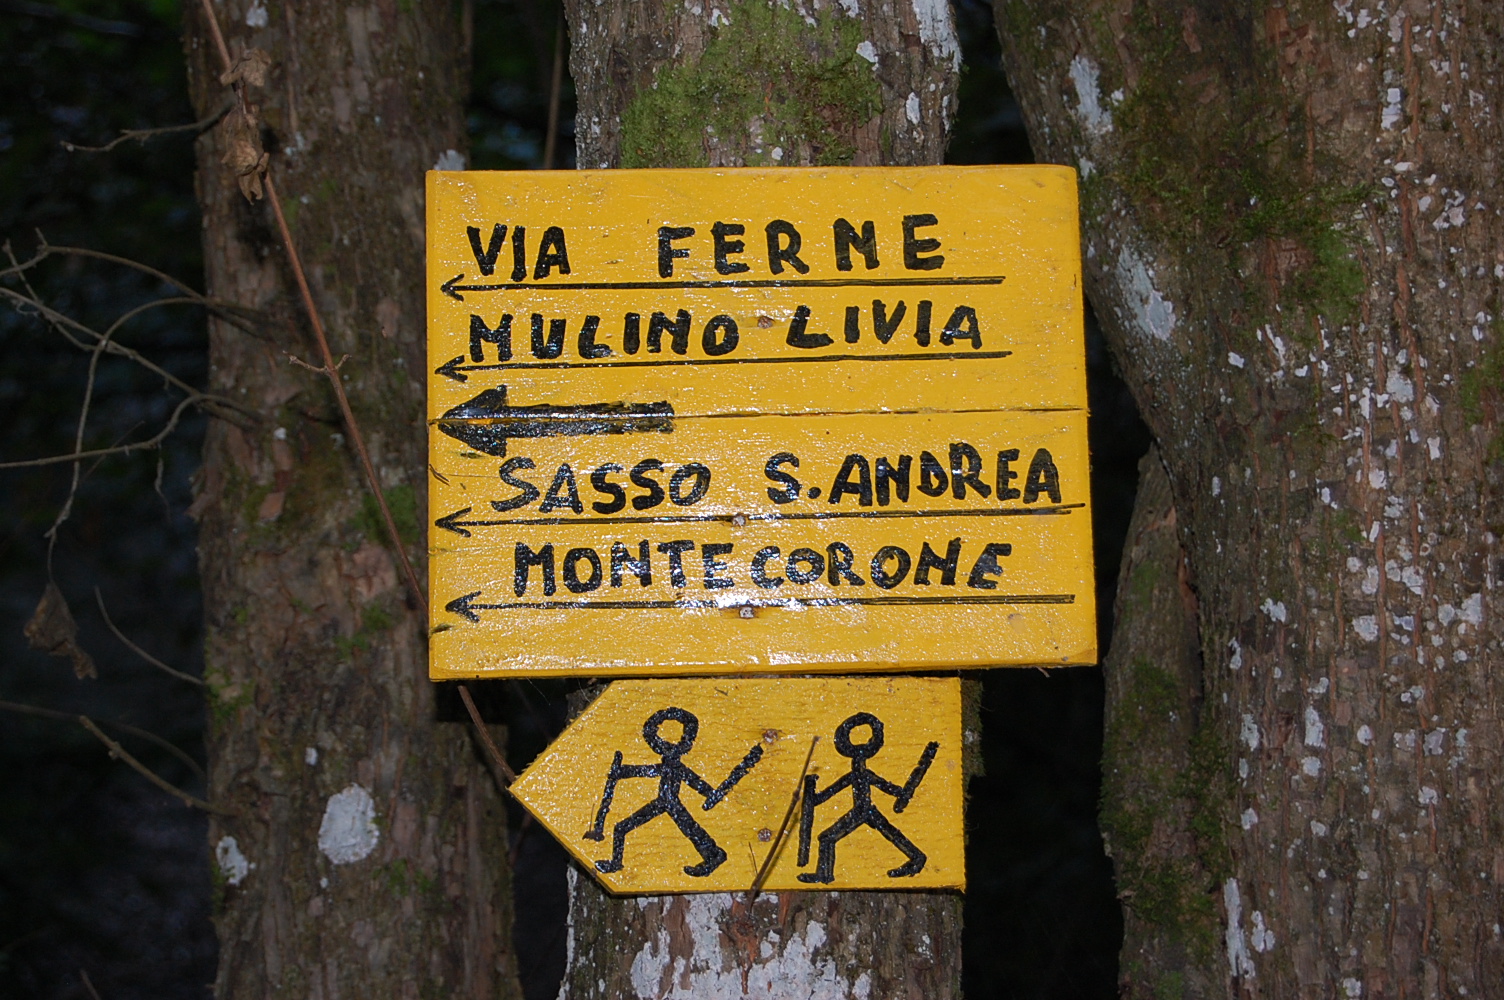 VIA FERNE
MULINO LIVIA
SASSO S.ANDREA
MONTECORONE